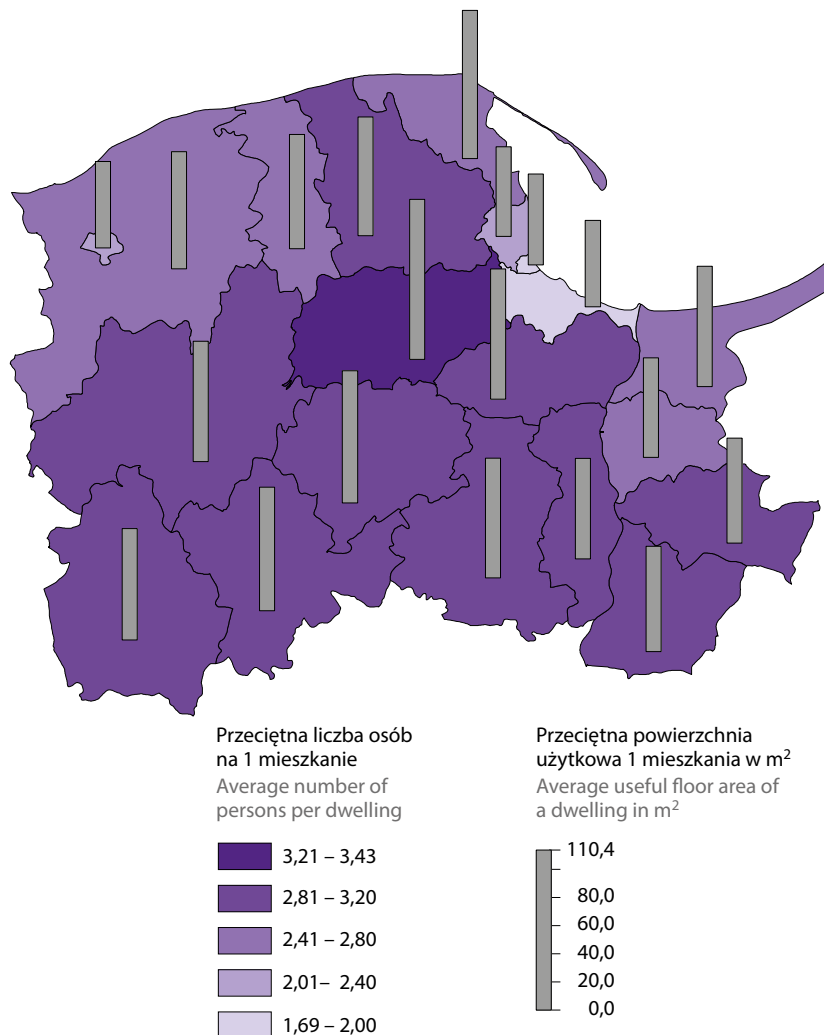 Przeciętna liczba osób
na 1 mieszkanie
Average number of
persons per dwelling
3,21 – 3,43
2,81 – 3,20
2,41 – 2,80
2,01– 2,40
1,69 – 2,00
Przeciętna powierzchnia
użytkowa 1 mieszkania w m²
Average useful floor area of
a dwelling in m²
110,4
80,0
60,0
40,0
20,0
0,0